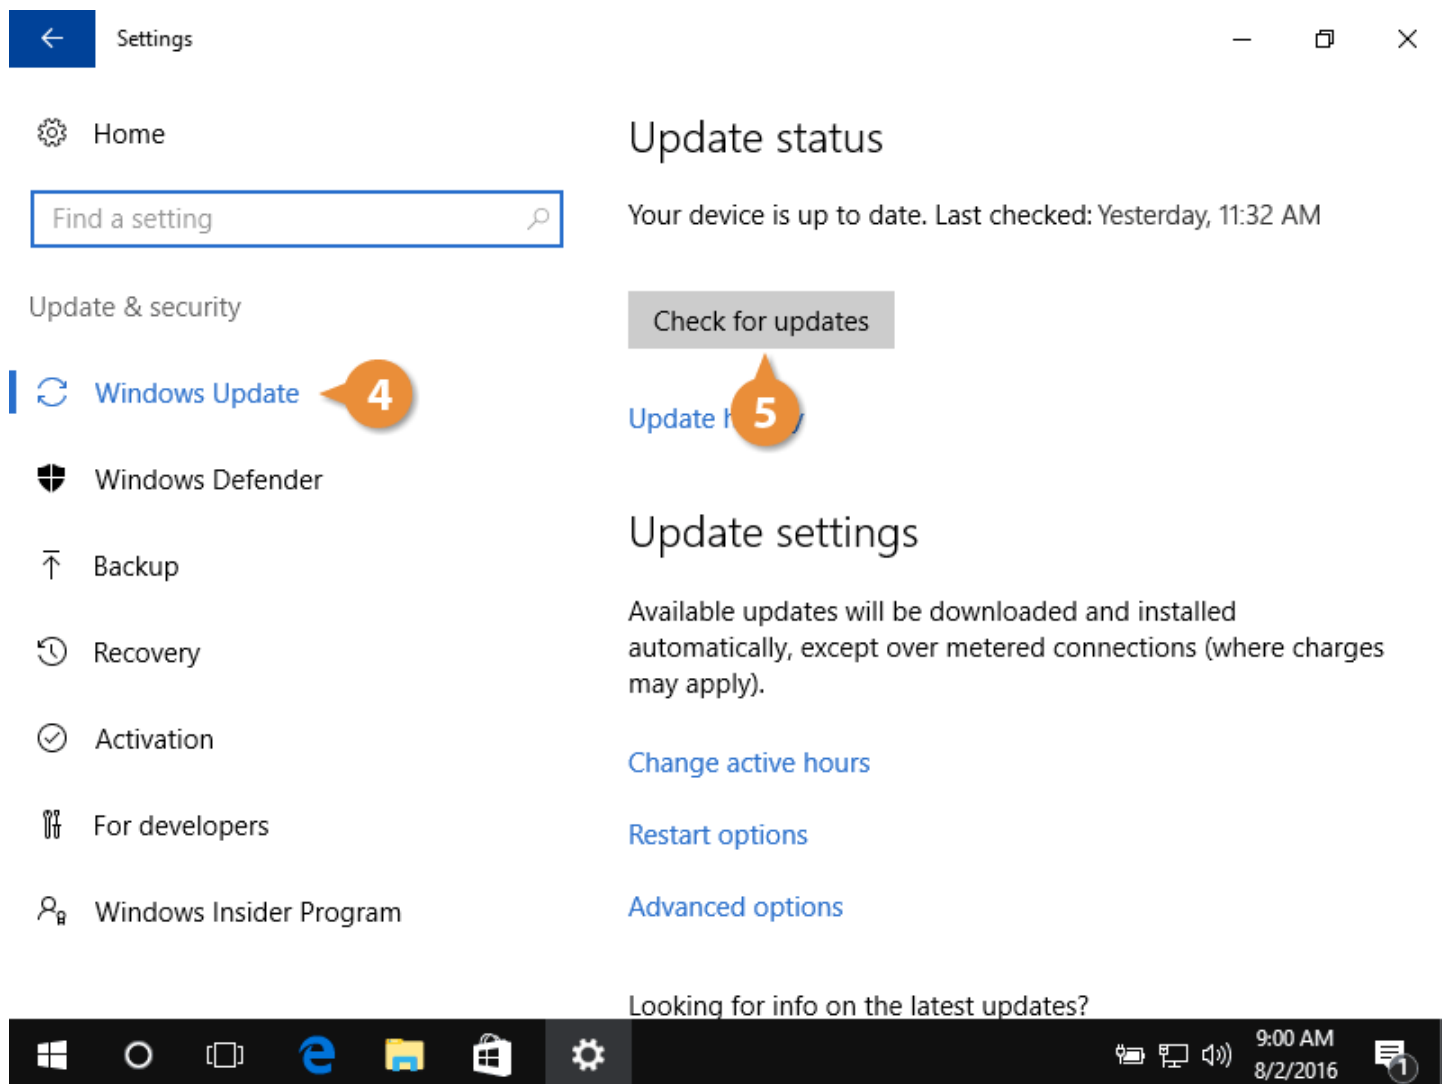 Settings
Home
Find a setting
Update & security
Windows Update
4
Windows Defender
Backup
Recovery
Activation
For developers
Windows Insider Program
Update status
Your device is up to date. Last checked: Yesterday, 11:32 AM
Check for updates
5
Update
Update settings
Available updates will be downloaded and installed
automatically, except over metered connections (where charges
may apply).
Change active hours
Restart options
Advanced options
Looking for info on the latest updates?
9:00 AM
8/2/2016
1